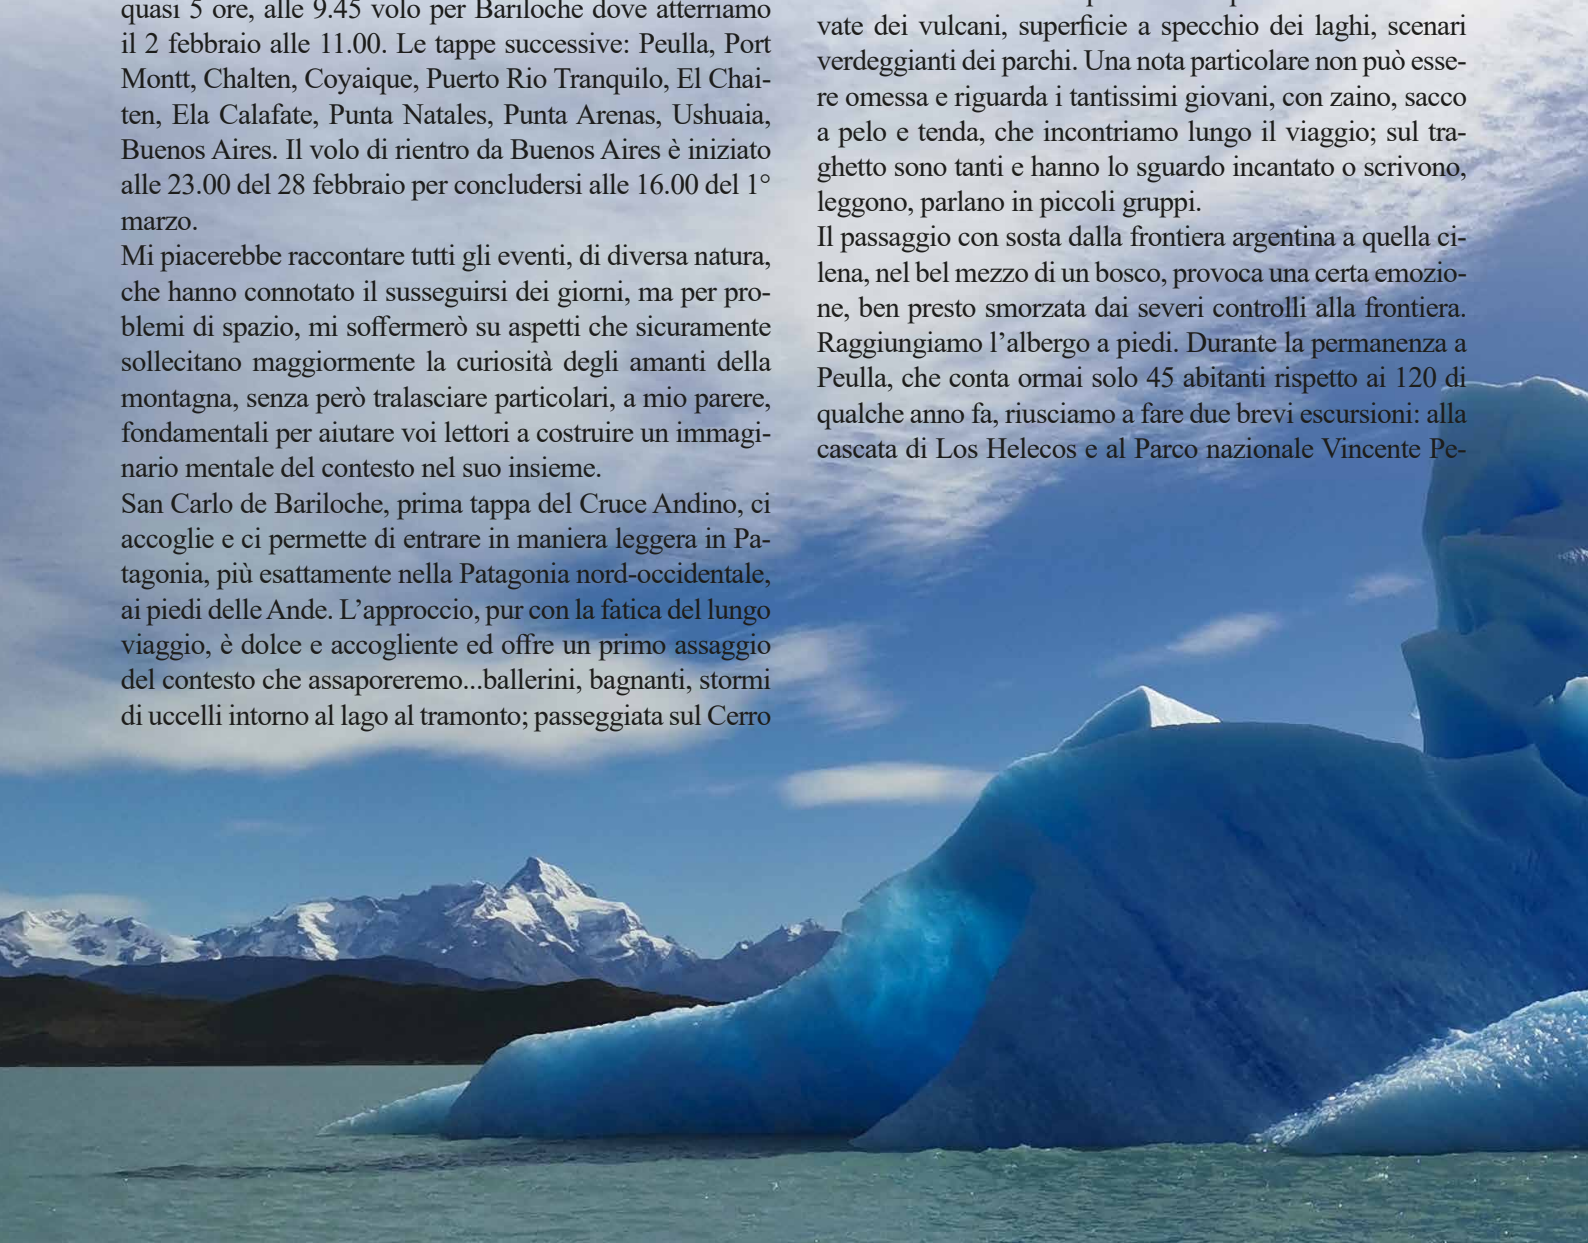 quasi 5 ore, alle 9.45 volo per Bariloche dove atterriamo
il 2 febbraio alle 11.00. Le tappe successive: Peulla, Port
Montt, Chalten, Coyaique, Puerto Rio Tranquilo, El Chai-
ten, Ela Calafate, Punta Natales, Punta Arenas, Ushuaia,
Buenos Aires. Il volo di rientro da Buenos Aires è iniziato
alle 23.00 del 28 febbraio per concludersi alle 16.00 del 1°
marzo.
Mi piacerebbe raccontare tutti gli eventi, di diversa natura,
che hanno connotato il susseguirsi dei giorni, ma per pro-
blemi di spazio, mi soffermerò su aspetti che sicuramente
sollecitano maggiormente la curiosità degli amanti della
montagna, senza però tralasciare particolari, a mio parere,
fondamentali per aiutare voi lettori a costruire un immagi-
nario mentale del contesto nel suo insieme.
San Carlo de Bariloche, prima tappa del Cruce Andino, ci
accoglie e ci permette di entrare in maniera leggera in Pa-
tagonia, più esattamente nella Patagonia nord-occidentale,
ai piedi delle Ande. L’approccio, pur con la fatica del lungo
viaggio, è dolce e accogliente ed offre un primo assaggio
del contesto che assaporeremo...ballerini, bagnanti, stormi
di uccelli intorno al lago al tramonto; passeggiata sul Cerro
vate dei vulcani, superficie a specchio dei laghi, scenari
verdeggianti dei parchi. Una nota particolare non può esse-
re omessa e riguarda i tantissimi giovani, con zaino, sacco
a pelo e tenda, che incontriamo lungo il viaggio; sul tra-
ghetto sono tanti e hanno lo sguardo incantato o scrivono,
leggono, parlano in piccoli gruppi.
Il passaggio con sosta dalla frontiera argentina a quella ci-
lena, nel bel mezzo di un bosco, provoca una certa emozio-
ne, ben presto smorzata dai severi controlli alla frontiera.
Raggiungiamo l’albergo a piedi. Durante la permanenza a
Peulla, che conta ormai solo 45 abitanti rispetto ai 120 di
qualche anno fa, riusciamo a fare due brevi escursioni: alla
cascata di Los Helecos e al Parco nazionale Vincente Pe-